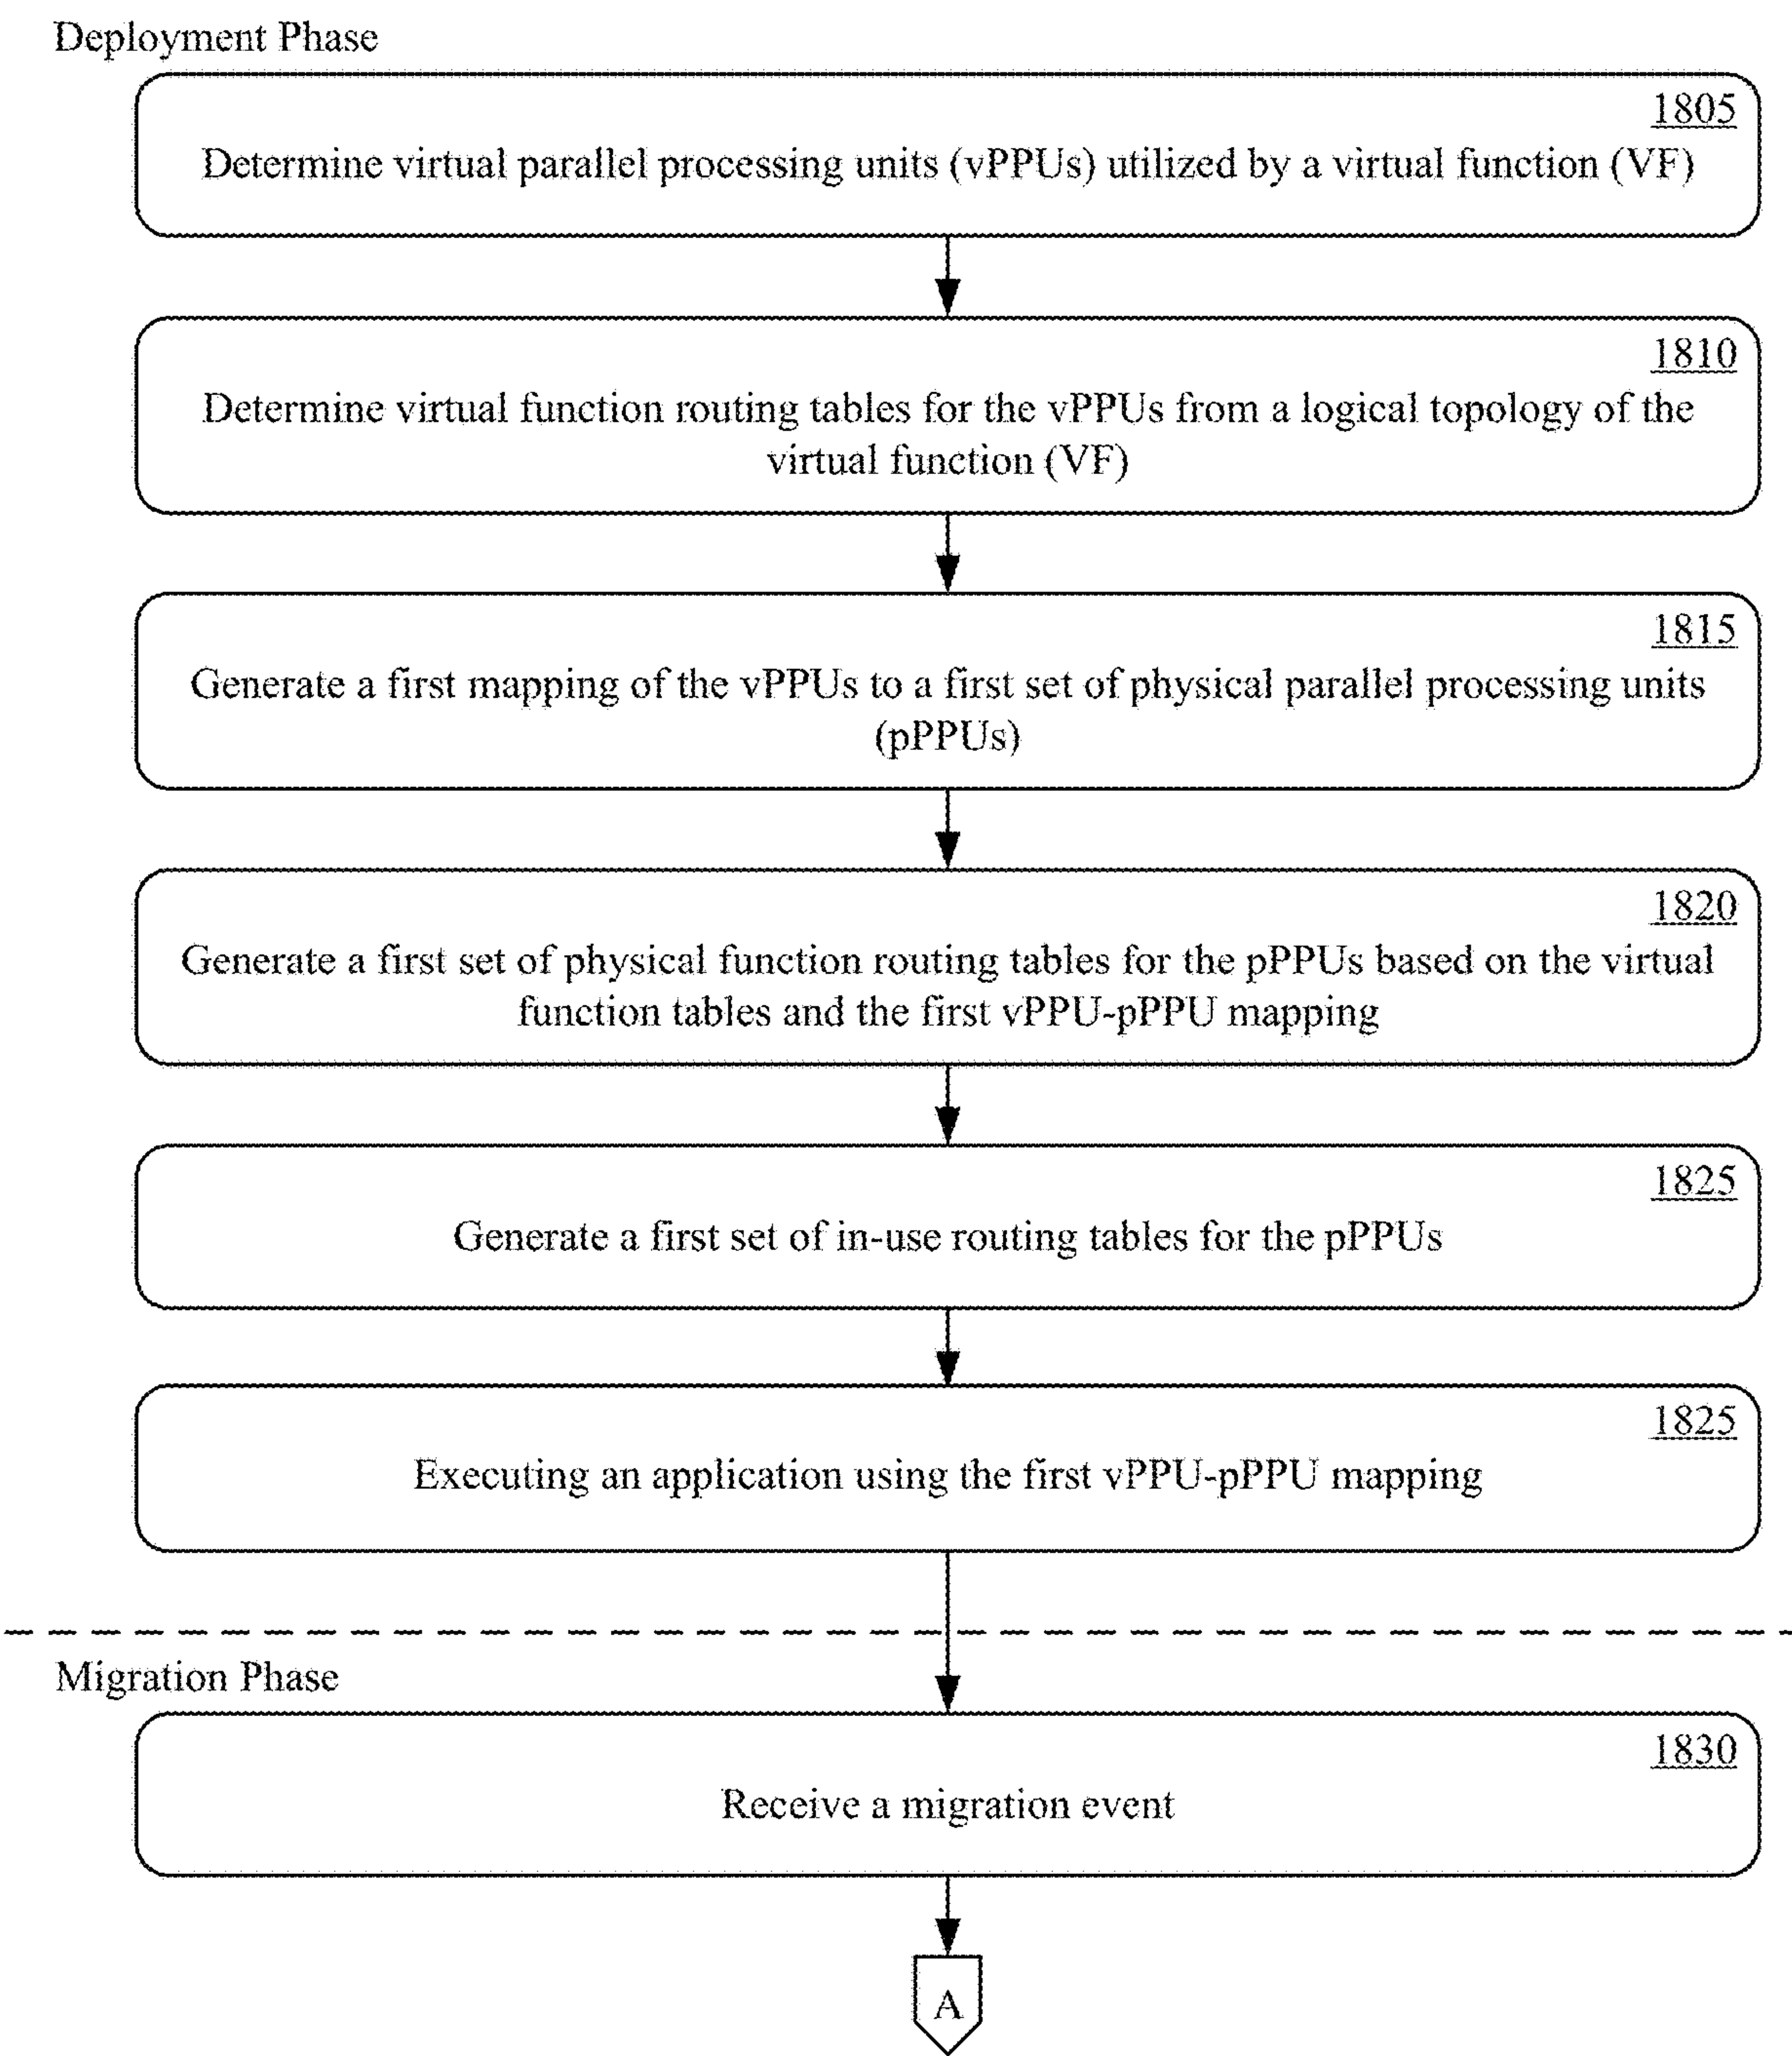 Deployment Phase
1805
Determine virtual parallel processing units (vPPUs) utilized by a virtual function (VF)
1810
Determine virtual function routing tables for the vPPUs from a logical topology of the
virtual function (VF)
1815
Generate a first mapping of the vPPUs to a first set of physical parallel processing units
(pPPUs)
1820
Generate a first set of physical function routing tables for the pPPUs based on the virtual
function tables and the first vPPU-pPPU mapping
1825
Generate a first set of in-use routing tables for the pPPUs
1825
Executing an application using the first vPPU-pPPU mapping
Migration Phase
1830
Receive a migration event
A